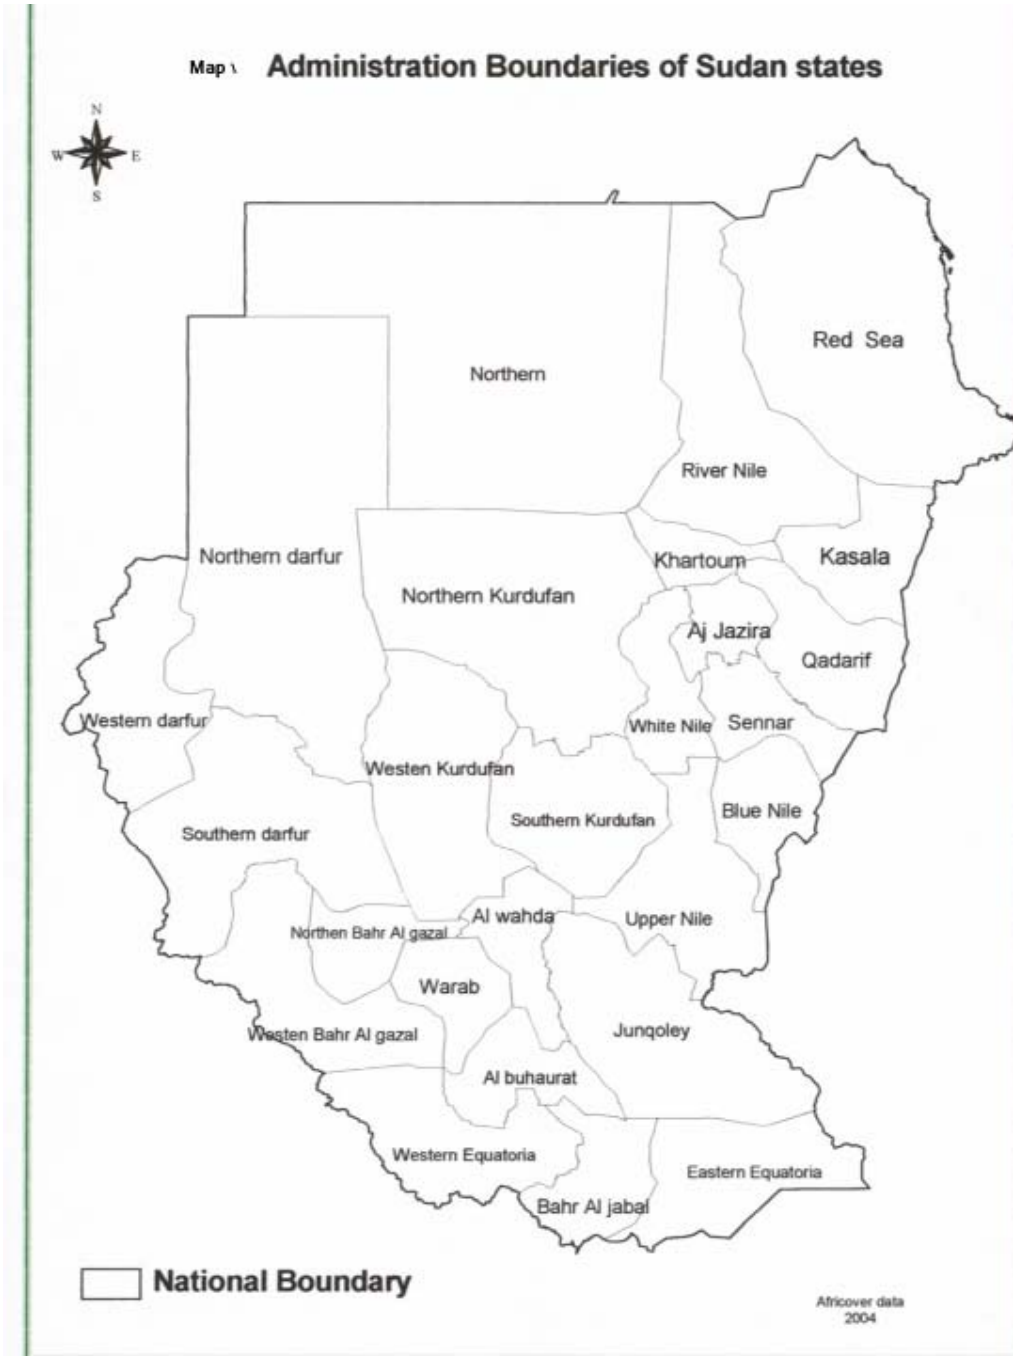 Map \ Administration Boundaries of Sudan states
N
W E
S
Red Sea
Northern
River Nile
Northern darfur
Khartoum
Kasala
Northern Kurdufan
Aj Jazira
Qadarif
Western darfur
White Nile
Sennar
Westen Kurdufan
Blue Nile
Southern Kurdufan
Southern darfur
Al wahda
Upper Nile
Northen Bahr Al gazal
Warab
Junqoley
Westen Bahr Al gazal
Al buhaurat
Western Equatoria
Eastern Equatoria
Bahr Al jabal
National Boundary
Africover data
2004